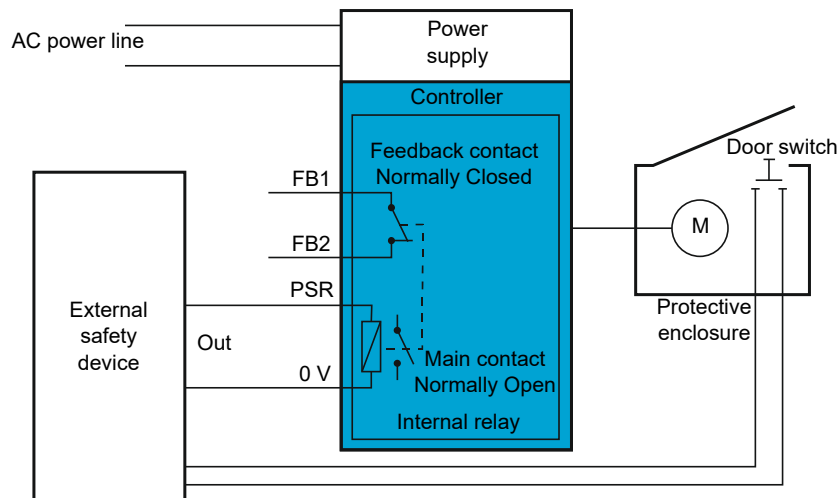 AC power line
Power
supply
Controller
Feedback contact
Normally Closed
FB1
FB2
PSR
0 V
Out
External
safety
device
Main contact
Normally Open
Internal relay
Door switch
M
Protective
enclosure